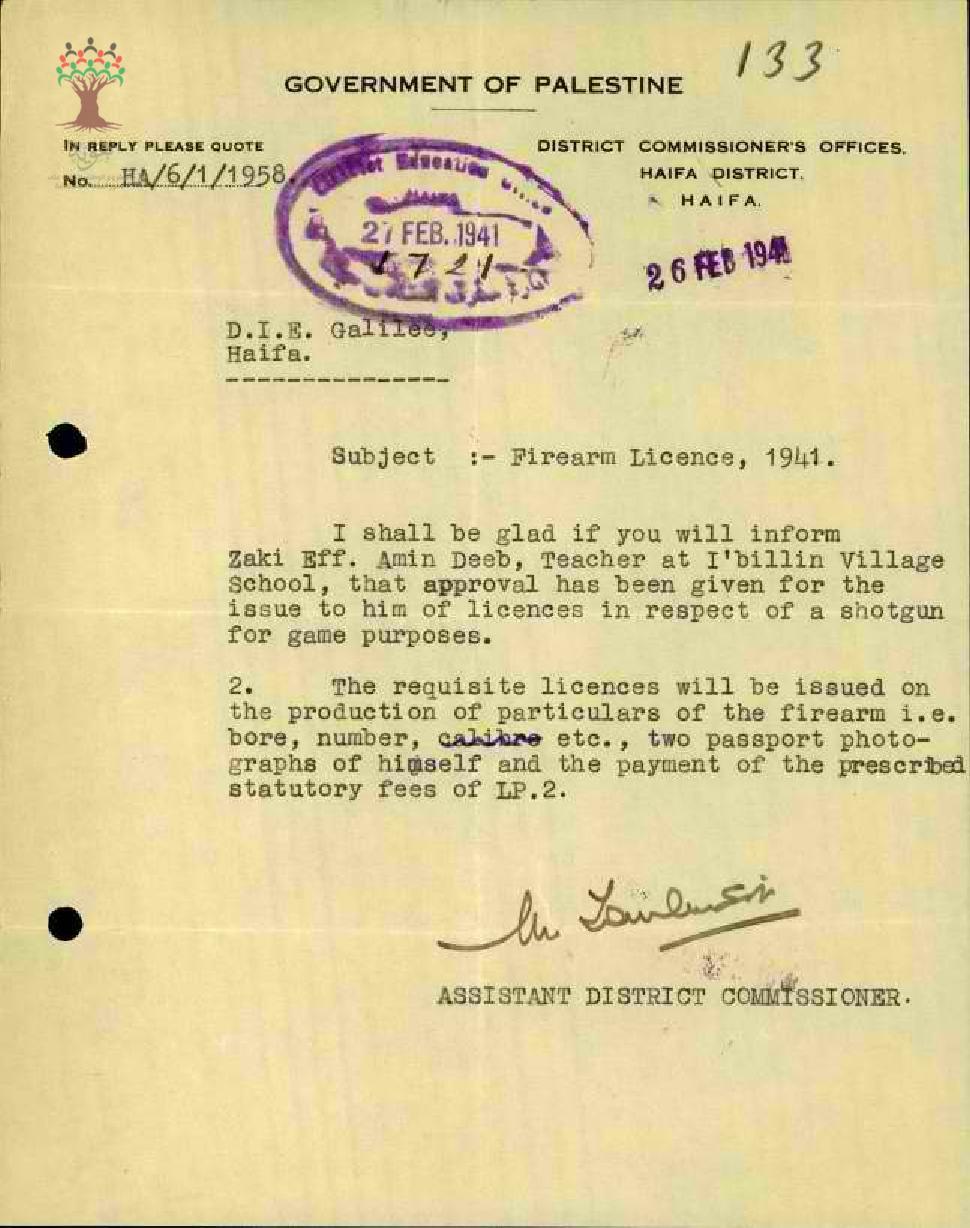 133
GOVERNMENT OF PALESTINE
IN REPLY PLEASE QUOTE
No. HA/6/1/1958.
DISTRICT COMMISSIONER'S OFFICES.
HAIFA DISTRICT.
HAIFA.
District Education
27 FEB. 1941
1721
26 FEB 1941
D.I.E. Galilee,
Haifa.
Subject :- Firearm Licence, 1941.
I shall be glad if you will inform
Zaki Eff. Amin Deeb, Teacher at I'billin Village
School, that approval has been given for the
issue to him of licences in respect of a shotgun
for game purposes.
2. The requisite licences will be issued on
the production of particulars of the firearm i.e.
bore, number, calibre etc., two passport photo-
graphs of himself and the payment of the prescribed
statutory fees of LP.2.
ASSISTANT DISTRICT COMMISSIONER.